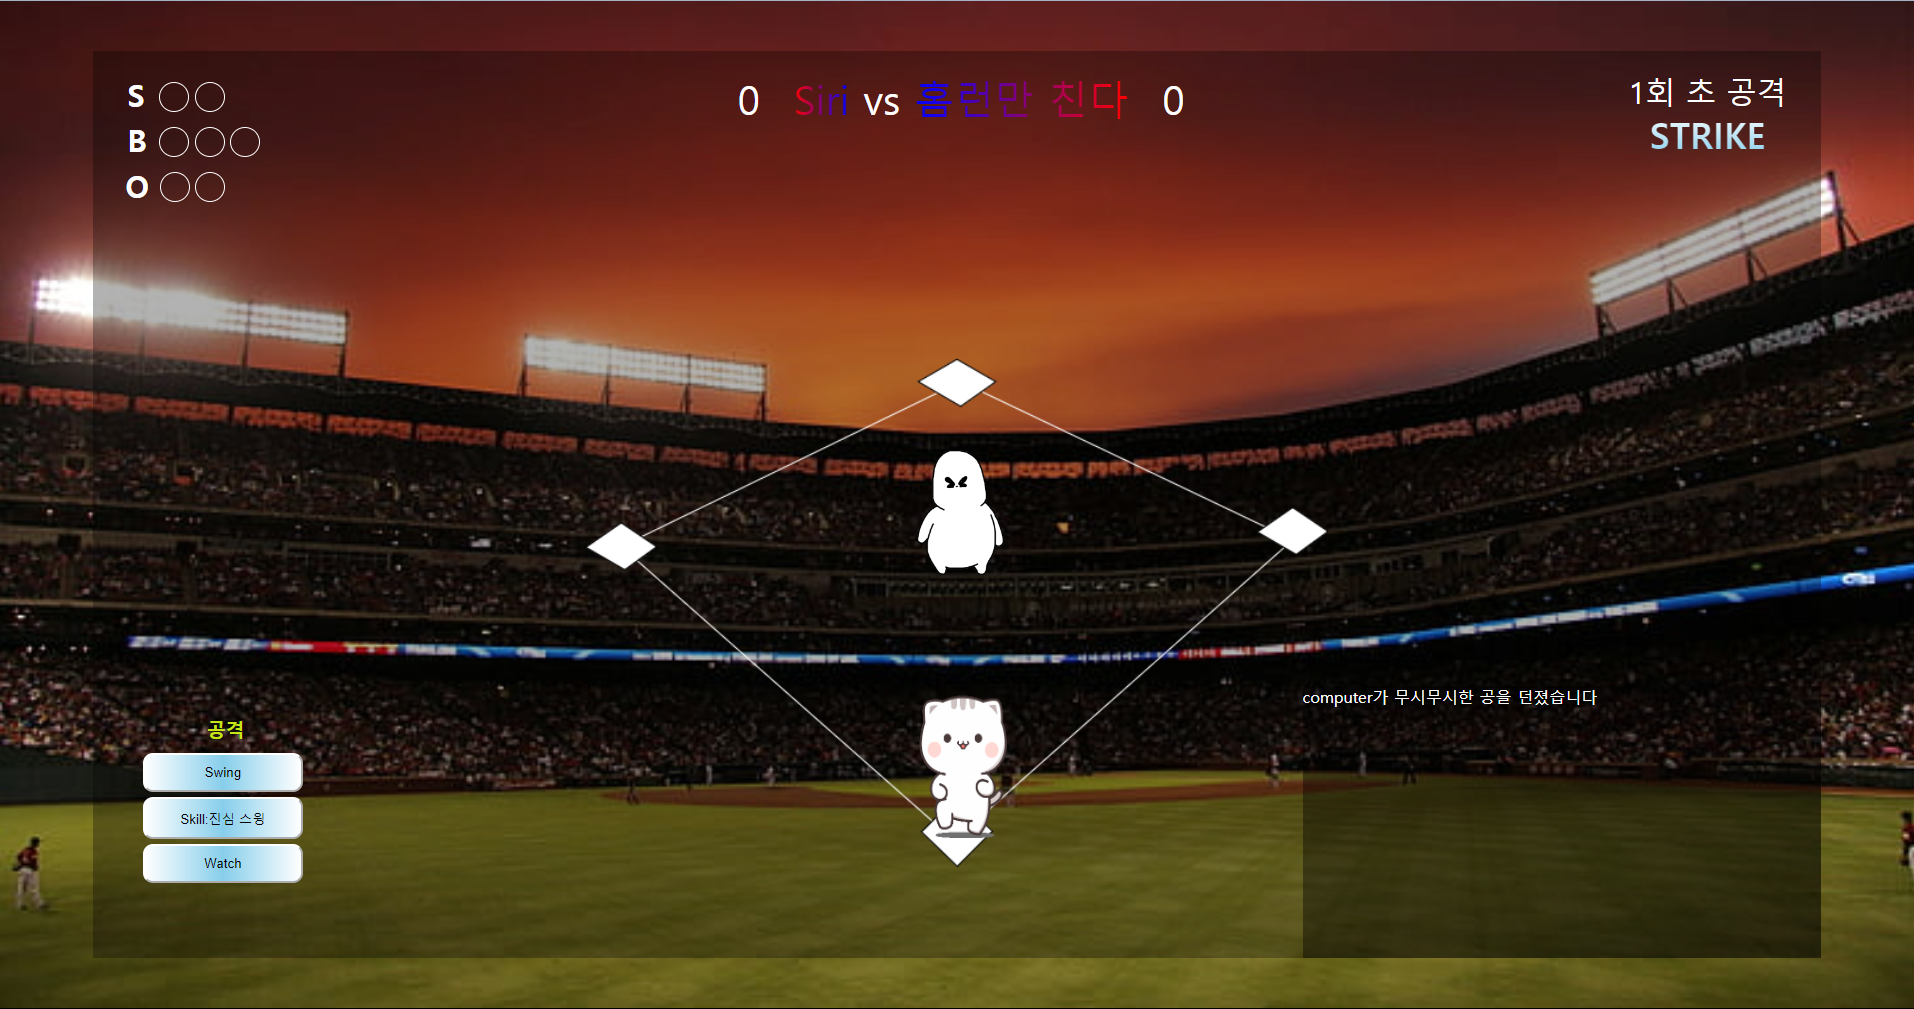 S
B
O
0 Siri vs 홈런만 친다 0
1회 초 공격
STRIKE
computer가 무시무시한 공을 던졌습니다
공격
Swing
Skill:진심 스윙
Watch